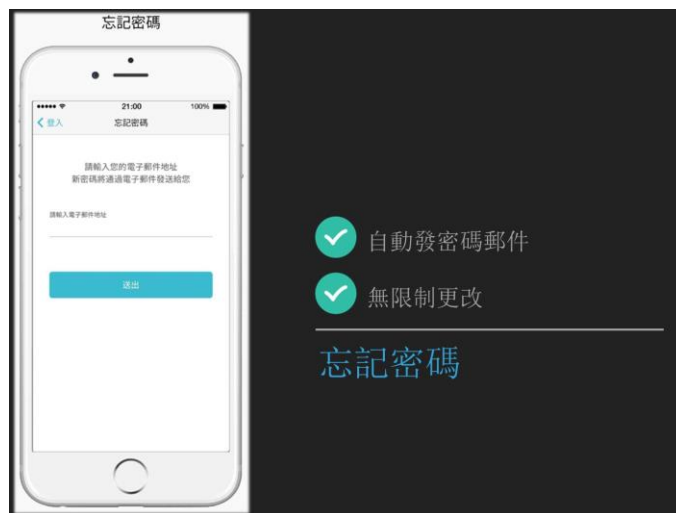 忘記密碼
21:00
100%
登入
忘記密碼
請輸入您的電子郵件地址
新密碼將通過電子郵件發送給您
請輸入電子郵件地址
送出
自動發密碼郵件
無限制更改
忘記密碼